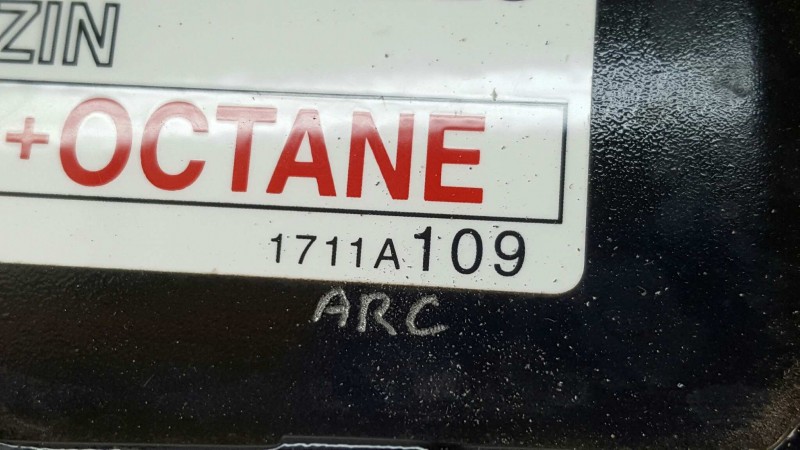 ZIN
+OCTANE
1711A109
ARC